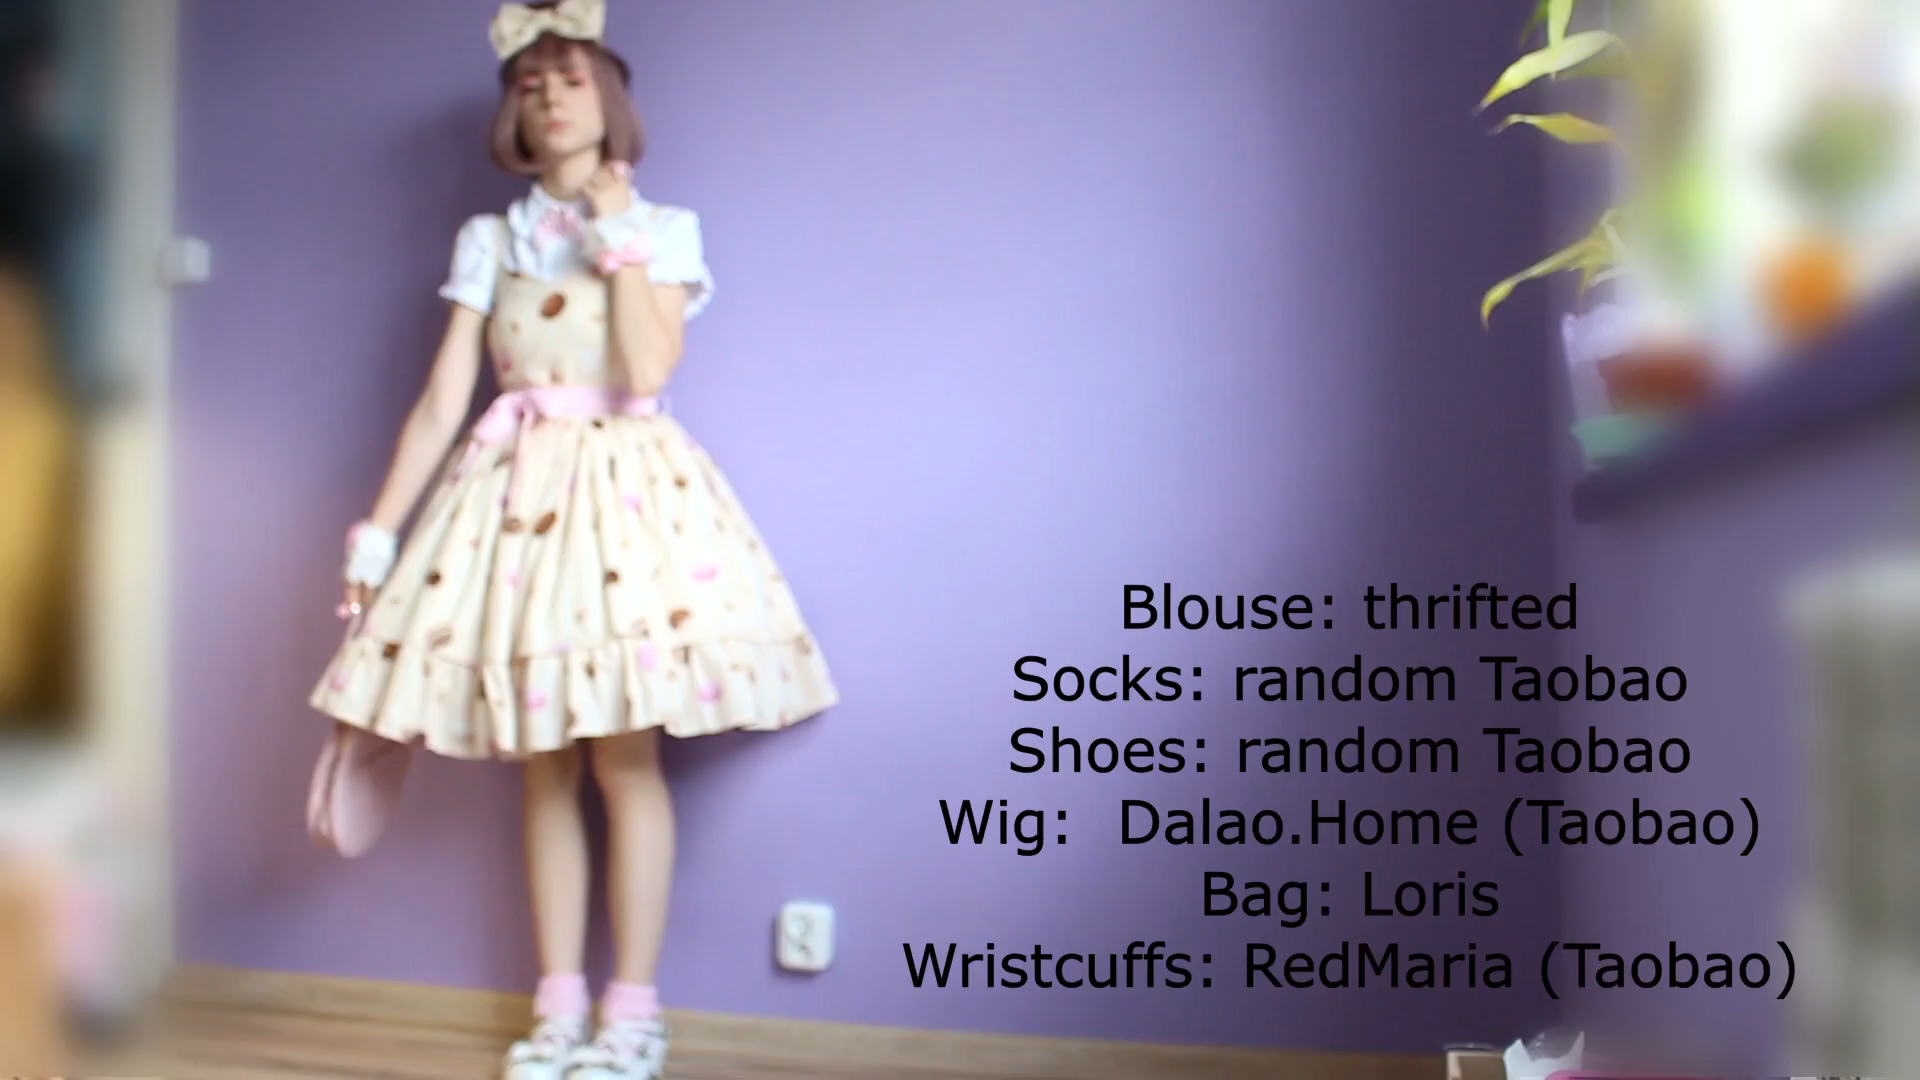 Blouse: thrifted
Socks: random Taobao
Shoes: random Taobao
Wig:  Dalao.Home (Taobao)
Bag: Loris
Wristcuffs: RedMaria (Taobao)